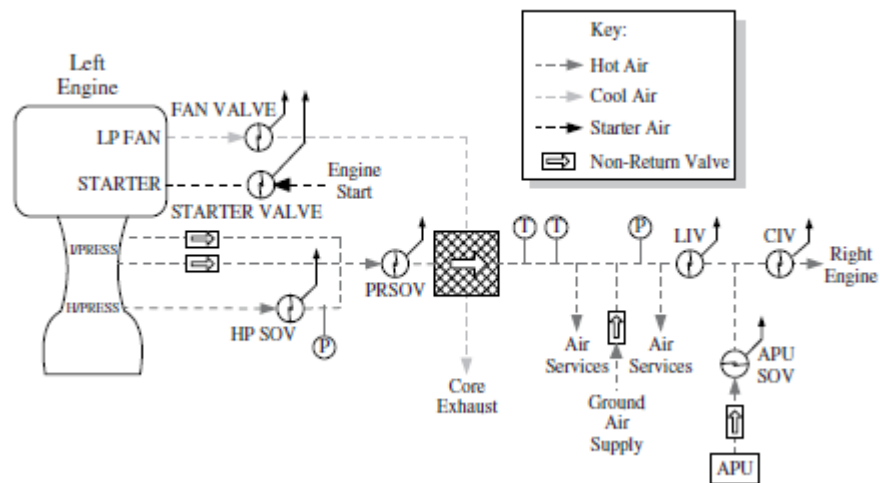 Key:
Hot Air
Cool Air
Starter Air
Non-Return Valve
Left
Engine
FAN VALVE
LP FAN
STARTER
Engine
Start
STARTER VALVE
I/PRESS
H/PRESS
HP SOV
P
PRSOV
T
T
P
LIV
CIV
Right
Engine
Air
Services
Air
Services
Ground
Air
Supply
APU
SOV
APU
Core
Exhaust